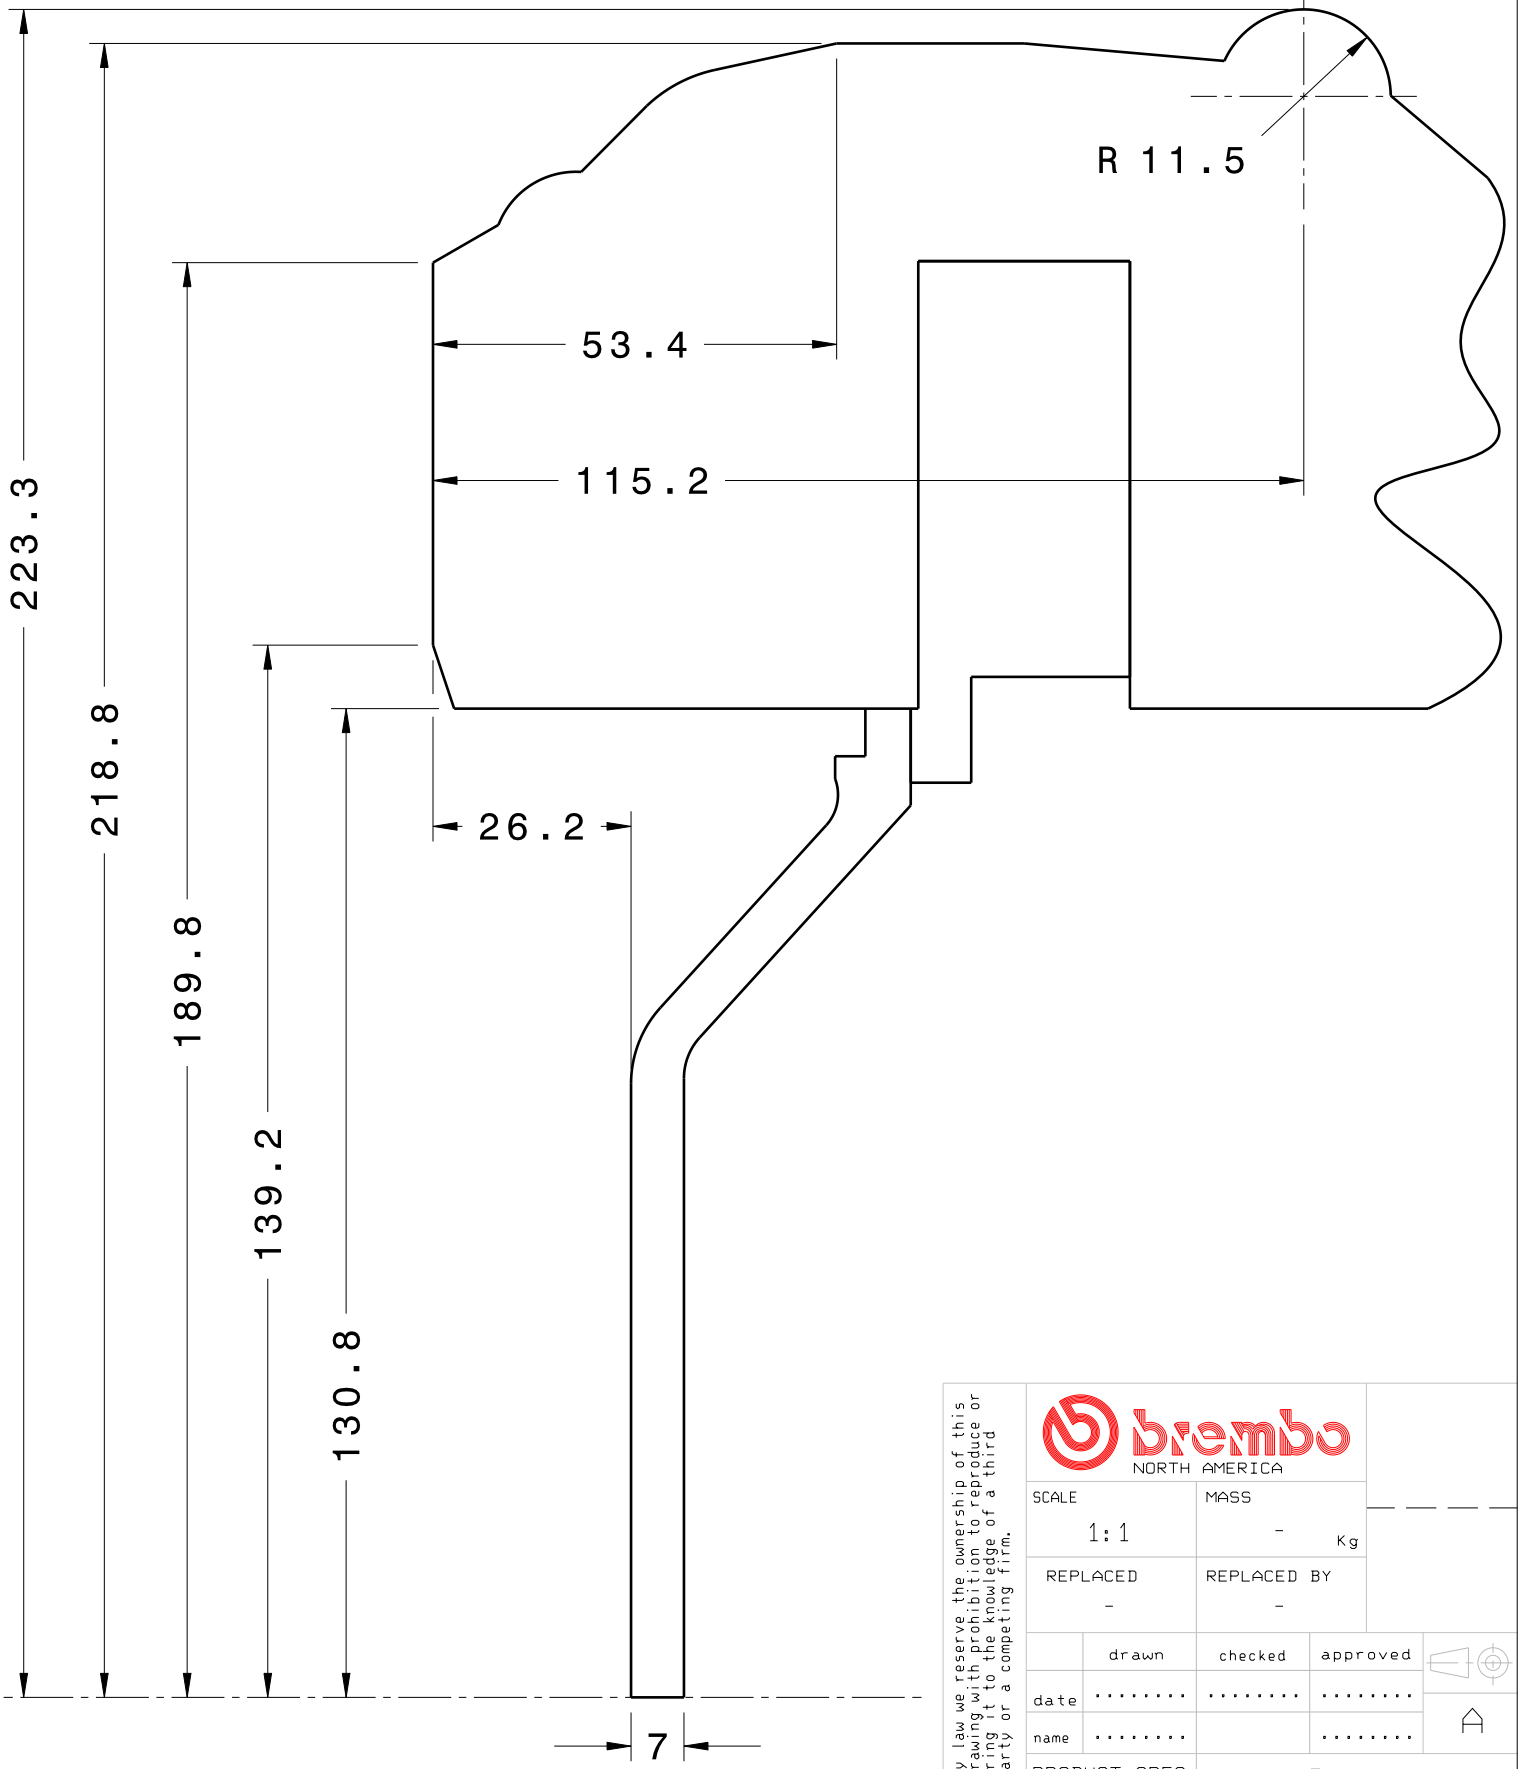 R 11.5
53.4
115.2
223.3
218.8
26.2
189.8
139.2
130.8
7
y law we reserve the ownership of this
rawing with prohibition to reproduce or
ring it to the knowledge of a third
arty or a competing firm.
brembo
NORTH AMERICA
SCALE
MASS
1:1
-
Kg
REPLACED
REPLACED BY
-
-
drawn
checked
approved
date ........ ........ ........
name ........ ........
A